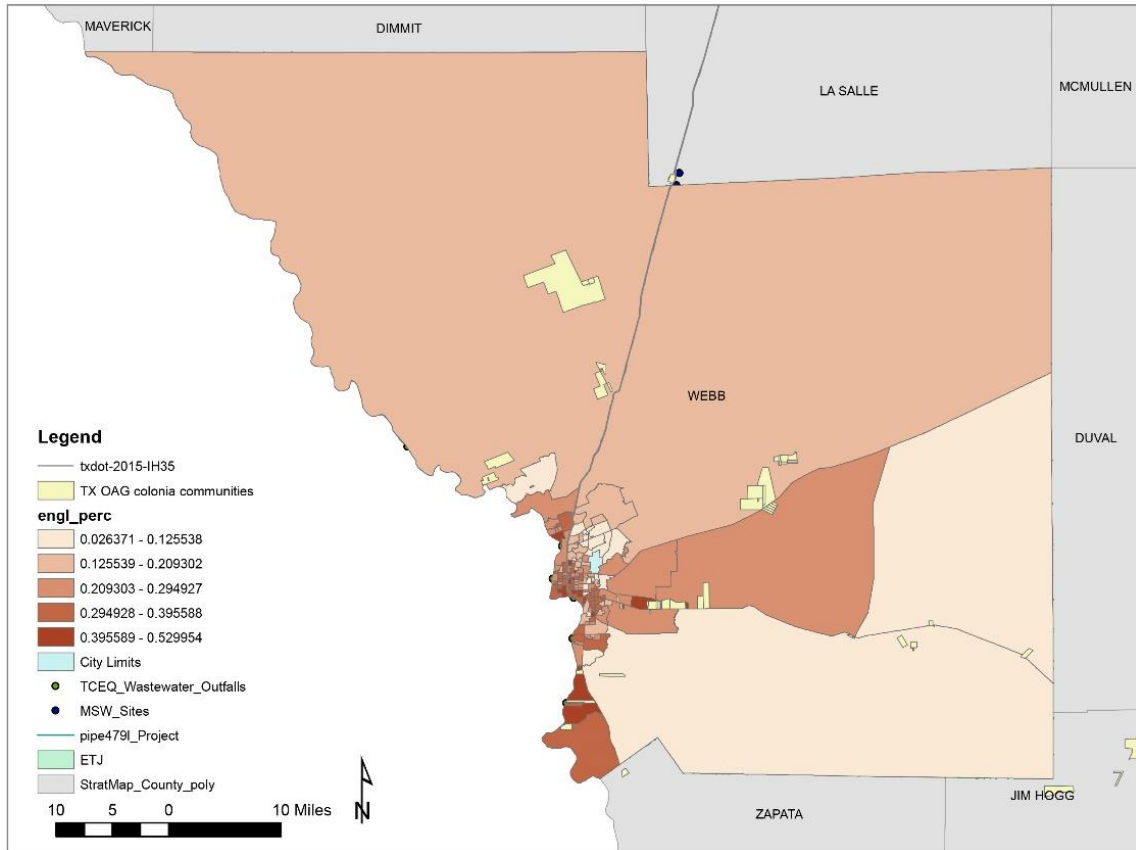 MAVERICK
DIMMIT
LA SALLE
MCMULLEN
WEBB
DUVAL
Legend
txdot-2015-IH35
TX OAG colonia communities
engl_perc
0.026371 - 0.125538
0.125539 - 0.209302
0.209303 - 0.294927
0.294928 - 0.395588
0.395589 - 0.529954
City Limits
TCEQ_Wastewater_Outfalls
MSW_Sites
pipe479l_Project
ETJ
StratMap_County_poly
10 5 0 10 Miles
N
ZAPATA
JIM HOGG
7